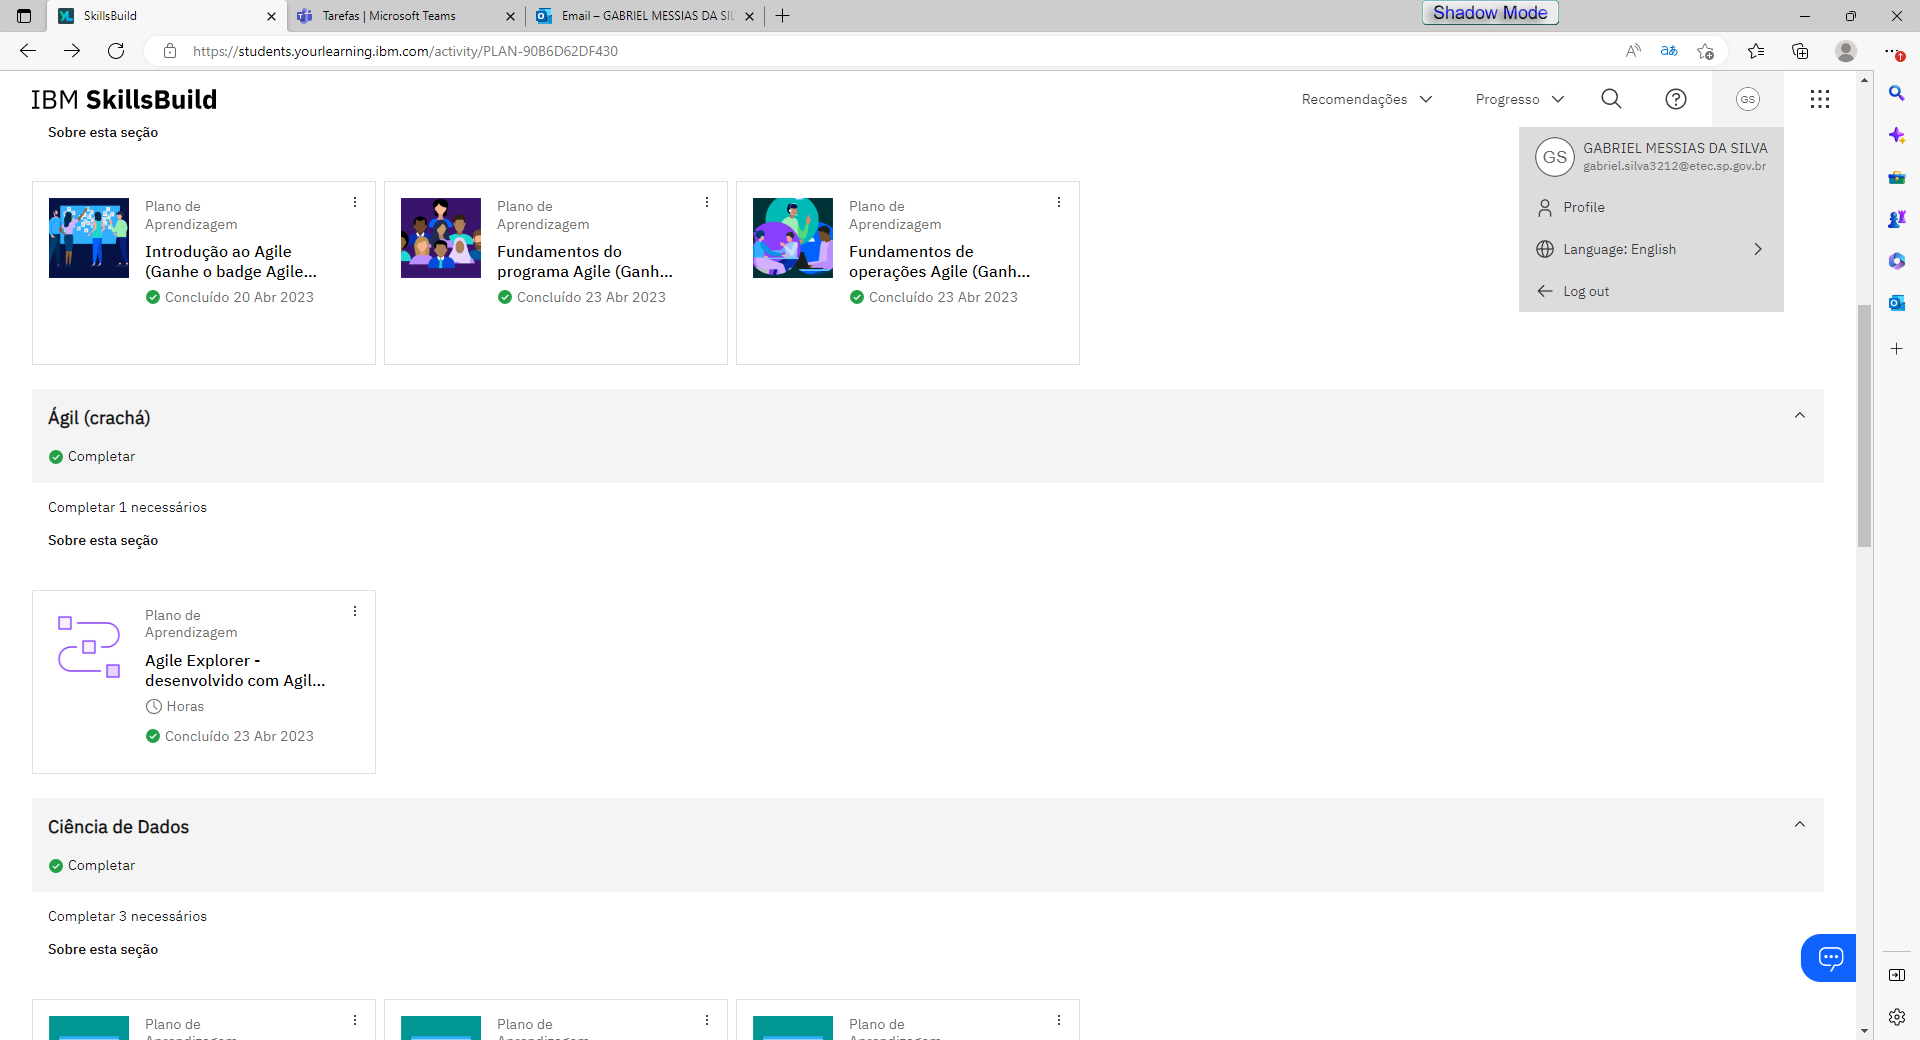 SkillsBuild
Tarefas | Microsoft Teams
Email – GABRIEL MESSIAS DA SIL
Shadow Mode
https://students.yourlearning.ibm.com/activity/PLAN-90B6D62DF430
IBM SkillsBuild
Recomendações
Progresso
GS
Sobre esta seção
GS
GABRIEL MESSIAS DA SILVA
gabriel.silva3212@etec.sp.gov.br
Profile
Language: English
Log out
Plano de
Aprendizagem
Introdução ao Agile
(Ganhe o badge Agile...
Concluído 20 Abr 2023
Plano de
Aprendizagem
Fundamentos do
programa Agile (Ganh...
Concluído 23 Abr 2023
Plano de
Aprendizagem
Fundamentos de
operações Agile (Ganh...
Concluído 23 Abr 2023
Ágil (crachá)
Completar
Completar 1 necessários
Sobre esta seção
Plano de
Aprendizagem
Agile Explorer -
desenvolvido com Agil...
Horas
Concluído 23 Abr 2023
Ciência de Dados
Completar
Completar 3 necessários
Sobre esta seção
Plano de
Aprendizagem
Plano de
Aprendizagem
Plano de
Aprendizagem